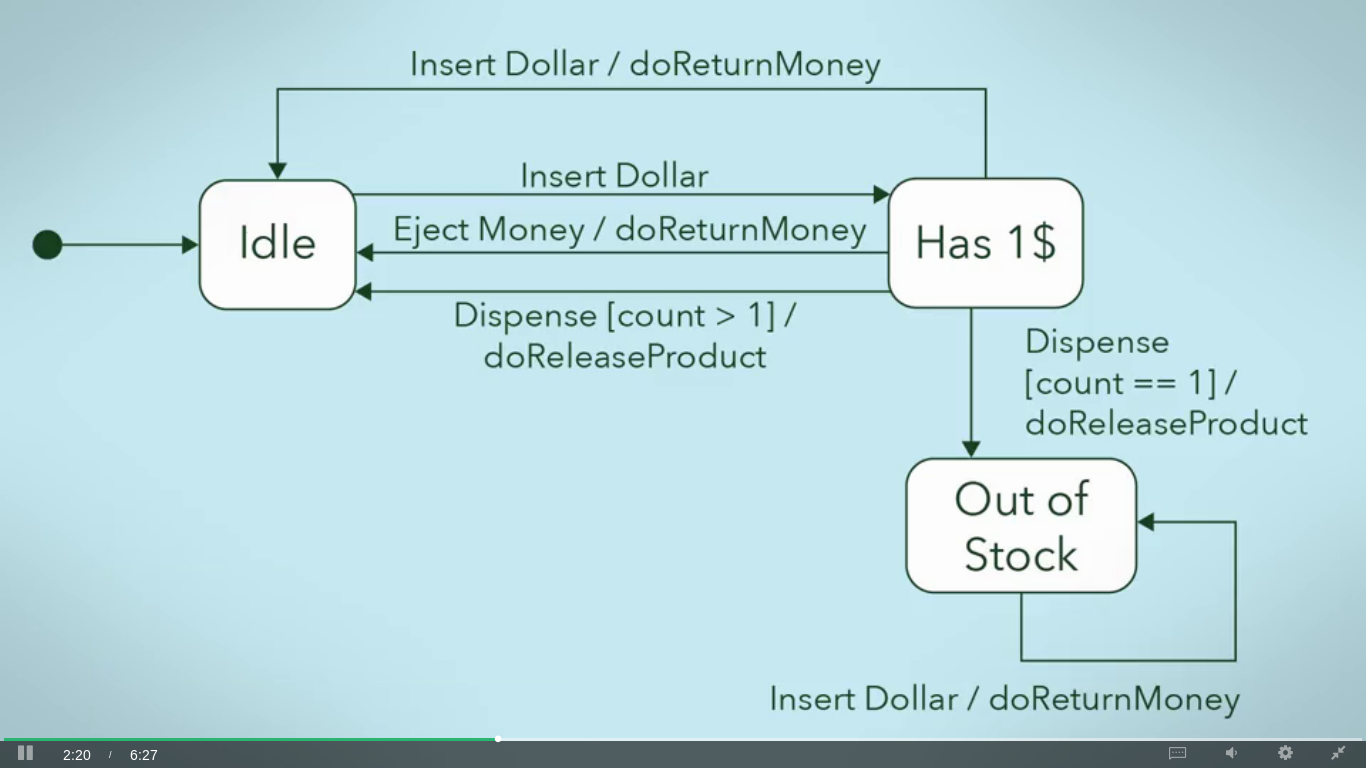 Insert Dollar / doReturnMoney
Insert Dollar
Eject Money / doReturnMoney
Idle
Has 1$
Dispense [count > 1] /
doReleaseProduct
Dispense
[count == 1] /
doReleaseProduct
Out of
Stock
Insert Dollar / doReturnMoney
2:20 / 6:27